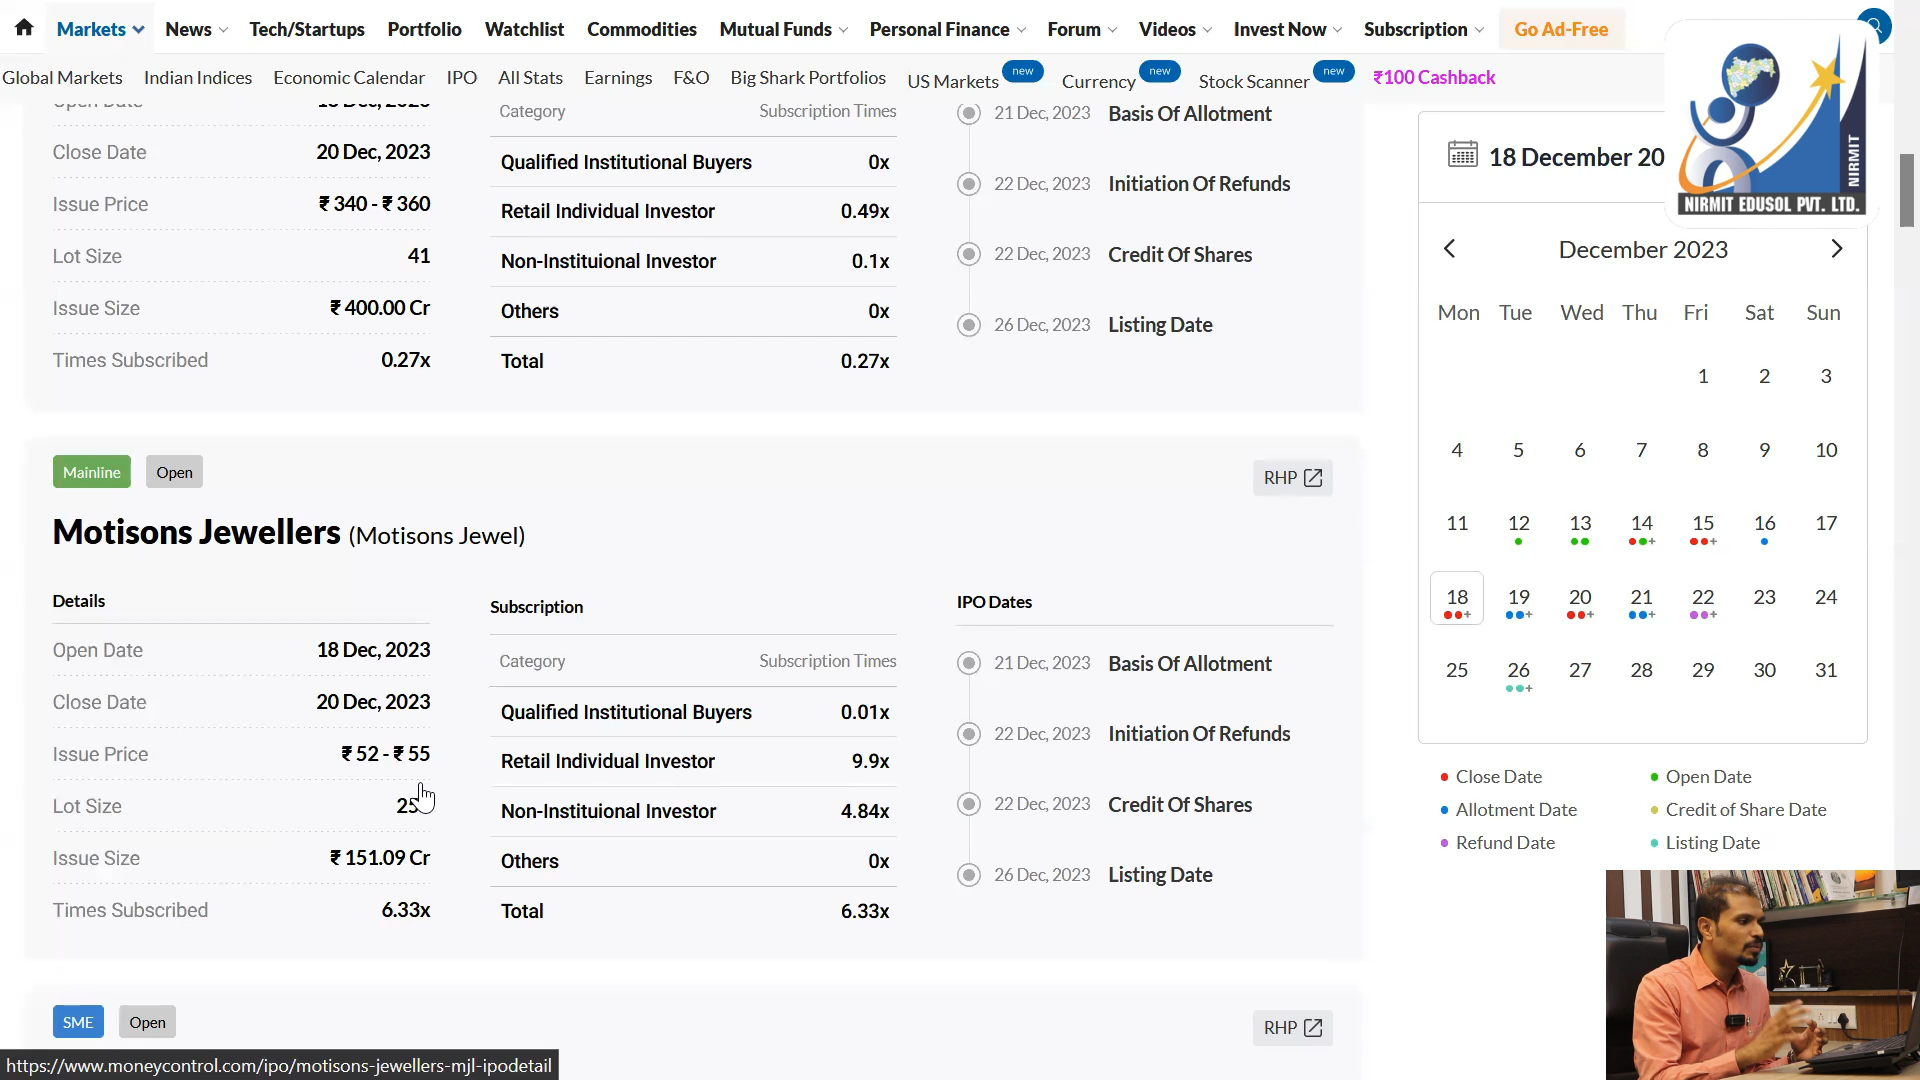 Markets News Tech/Startups Portfolio Watchlist Commodities Mutual Funds Personal Finance Forum Videos Invest Now Subscription Go Ad-Free
Global Markets Indian Indices Economic Calendar IPO All Stats Earnings F&O Big Shark Portfolios US Markets new Currency new Stock Scanner new ₹100 Cashback
NIRMIT
NIRMIT EDUSOL PVT. LTD.
Close Date 20 Dec, 2023
Issue Price ₹ 340 - ₹ 360
Lot Size 41
Issue Size ₹ 400.00 Cr
Times Subscribed 0.27x
Category Subscription Times
Qualified Institutional Buyers 0x
Retail Individual Investor 0.49x
Non-Instituional Investor 0.1x
Others 0x
Total 0.27x
21 Dec, 2023 Basis Of Allotment
22 Dec, 2023 Initiation Of Refunds
22 Dec, 2023 Credit Of Shares
26 Dec, 2023 Listing Date
Mainline Open RHP
Motisons Jewellers (Motisons Jewel)
Details
Open Date 18 Dec, 2023
Close Date 20 Dec, 2023
Issue Price ₹ 52 - ₹ 55
Lot Size
Issue Size ₹ 151.09 Cr
Times Subscribed 6.33x
Subscription
Category Subscription Times
Qualified Institutional Buyers 0.01x
Retail Individual Investor 9.9x
Non-Instituional Investor 4.84x
Others 0x
Total 6.33x
IPO Dates
21 Dec, 2023 Basis Of Allotment
22 Dec, 2023 Initiation Of Refunds
22 Dec, 2023 Credit Of Shares
26 Dec, 2023 Listing Date
SME Open RHP
https://www.moneycontrol.com/ipo/motisons-jewellers-mjl-ipodetail
18 December 20
December 2023
Mon Tue Wed Thu Fri Sat Sun
1 2 3
4 5 6 7 8 9 10
11 12 13 14 15 16 17
18 19 20 21 22 23 24
25 26 27 28 29 30 31
Close Date Open Date
Allotment Date Credit of Share Date
Refund Date Listing Date